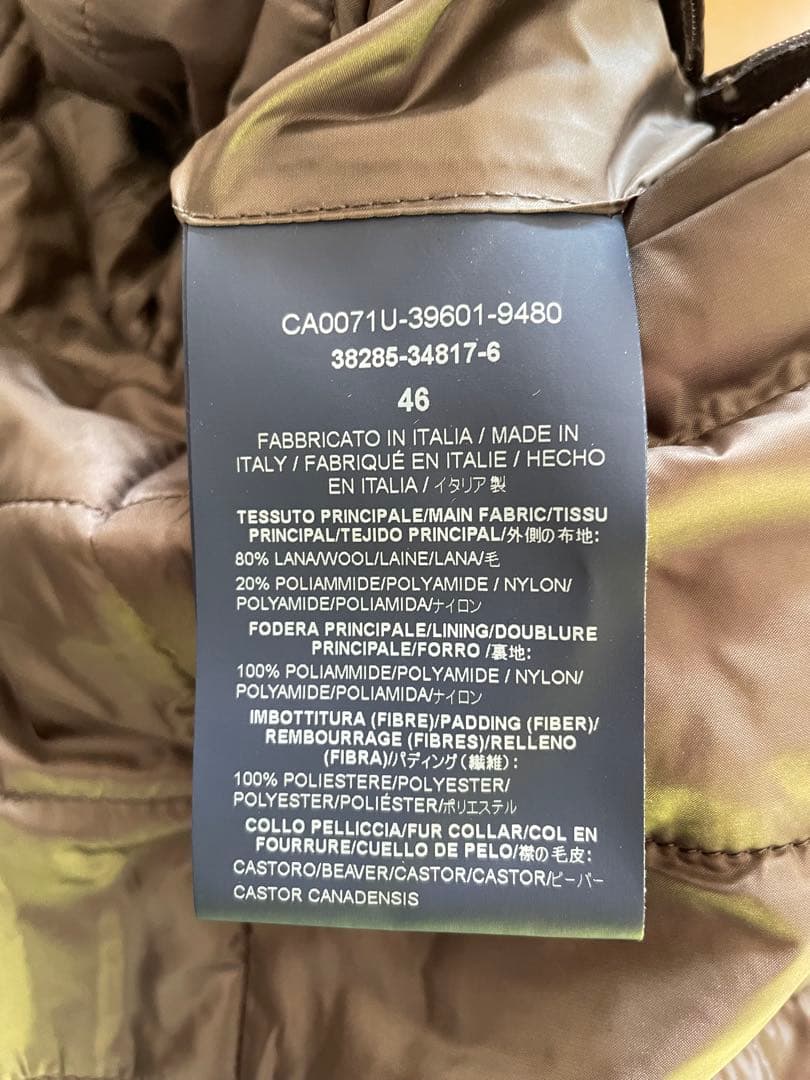 CA0071U-39601-9480
38285-34817-6
46
FABBRICATO IN ITALIA / MADE IN
ITALY / FABRIQUÉ EN ITALIE / HECHO
EN ITALIA / イタリア製
TESSUTO PRINCIPALE/MAIN FABRIC/TISSU
PRINCIPAL/TEJIDO PRINCIPAL/外側の布地:
80% LANA/WOOL/LAINE/LANA/毛
20% POLIAMMIDE/POLYAMIDE / NYLON/
POLYAMIDE/POLIAMIDA/ナイロン
FODERA PRINCIPALE/LINING/DOUBLURE
PRINCIPALE/FORRO /裏地:
100% POLIAMMIDE/POLYAMIDE / NYLON/
POLYAMIDE/POLIAMIDA/ナイロン
IMBOTTITURA (FIBRE)/PADDING (FIBER)/
REMBOURRAGE (FIBRES)/RELLENO
(FIBRA)/パディング(繊維):
100% POLIESTERE/POLYESTER/
POLYESTER/POLIÉSTER/ポリエステル
COLLO PELLICCIA/FUR COLLAR/COL EN
FOURRURE/CUELLO DE PELO/襟の毛皮:
CASTORO/BEAVER/CASTOR/CASTOR/ビーバー
CASTOR CANADENSIS